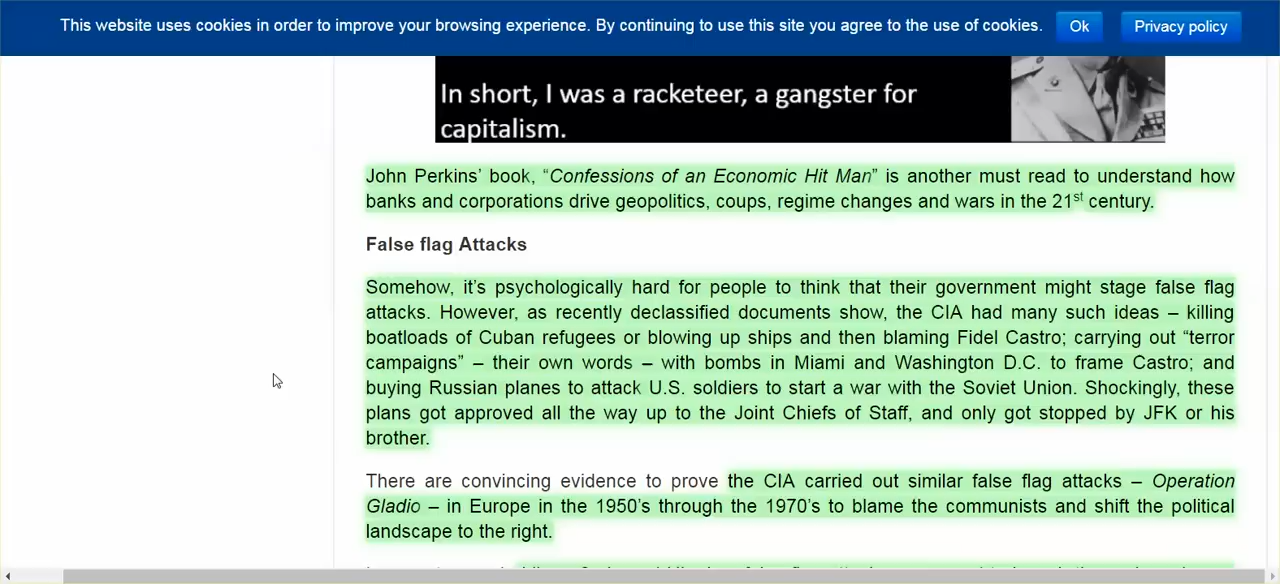 This website uses cookies in order to improve your browsing experience. By continuing to use this site you agree to the use of cookies. Ok Privacy policy
In short, I was a racketeer, a gangster for
capitalism.
John Perkins’ book, “Confessions of an Economic Hit Man” is another must read to understand how
banks and corporations drive geopolitics, coups, regime changes and wars in the 21st century.
False flag Attacks
Somehow, it’s psychologically hard for people to think that their government might stage false flag
attacks. However, as recently declassified documents show, the CIA had many such ideas – killing
boatloads of Cuban refugees or blowing up ships and then blaming Fidel Castro; carrying out “terror
campaigns” – their own words – with bombs in Miami and Washington D.C. to frame Castro; and
buying Russian planes to attack U.S. soldiers to start a war with the Soviet Union. Shockingly, these
plans got approved all the way up to the Joint Chiefs of Staff, and only got stopped by JFK or his
brother.
There are convincing evidence to prove the CIA carried out similar false flag attacks – Operation
Gladio – in Europe in the 1950’s through the 1970’s to blame the communists and shift the political
landscape to the right.